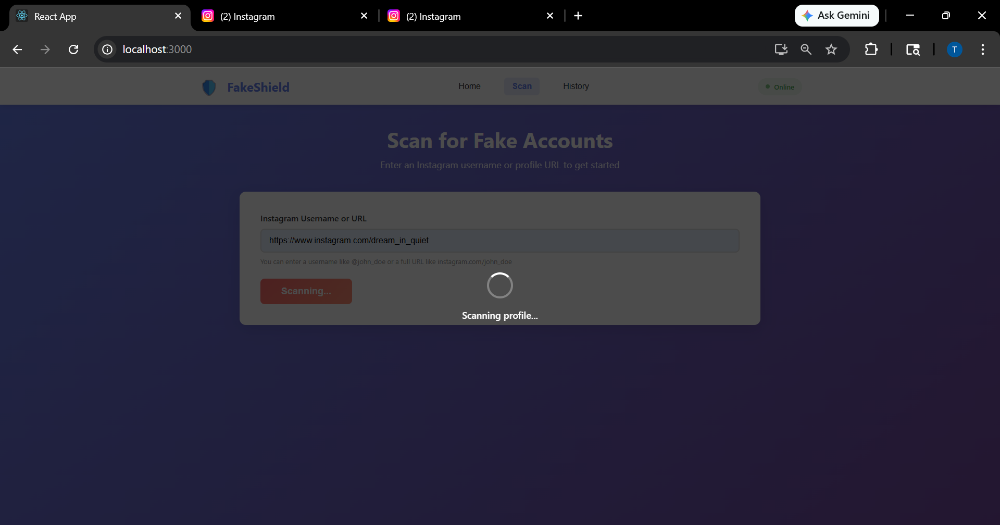 React App
(2) Instagram
(2) Instagram
Ask Gemini
localhost:3000
T
FakeShield
Home
Scan
History
Online
Scan for Fake Accounts
Enter an Instagram username or profile URL to get started
Instagram Username or URL
https://www.instagram.com/dream_in_quiet
You can enter a username like @john_doe or a full URL like instagram.com/john_doe
Scanning...
Scanning profile...